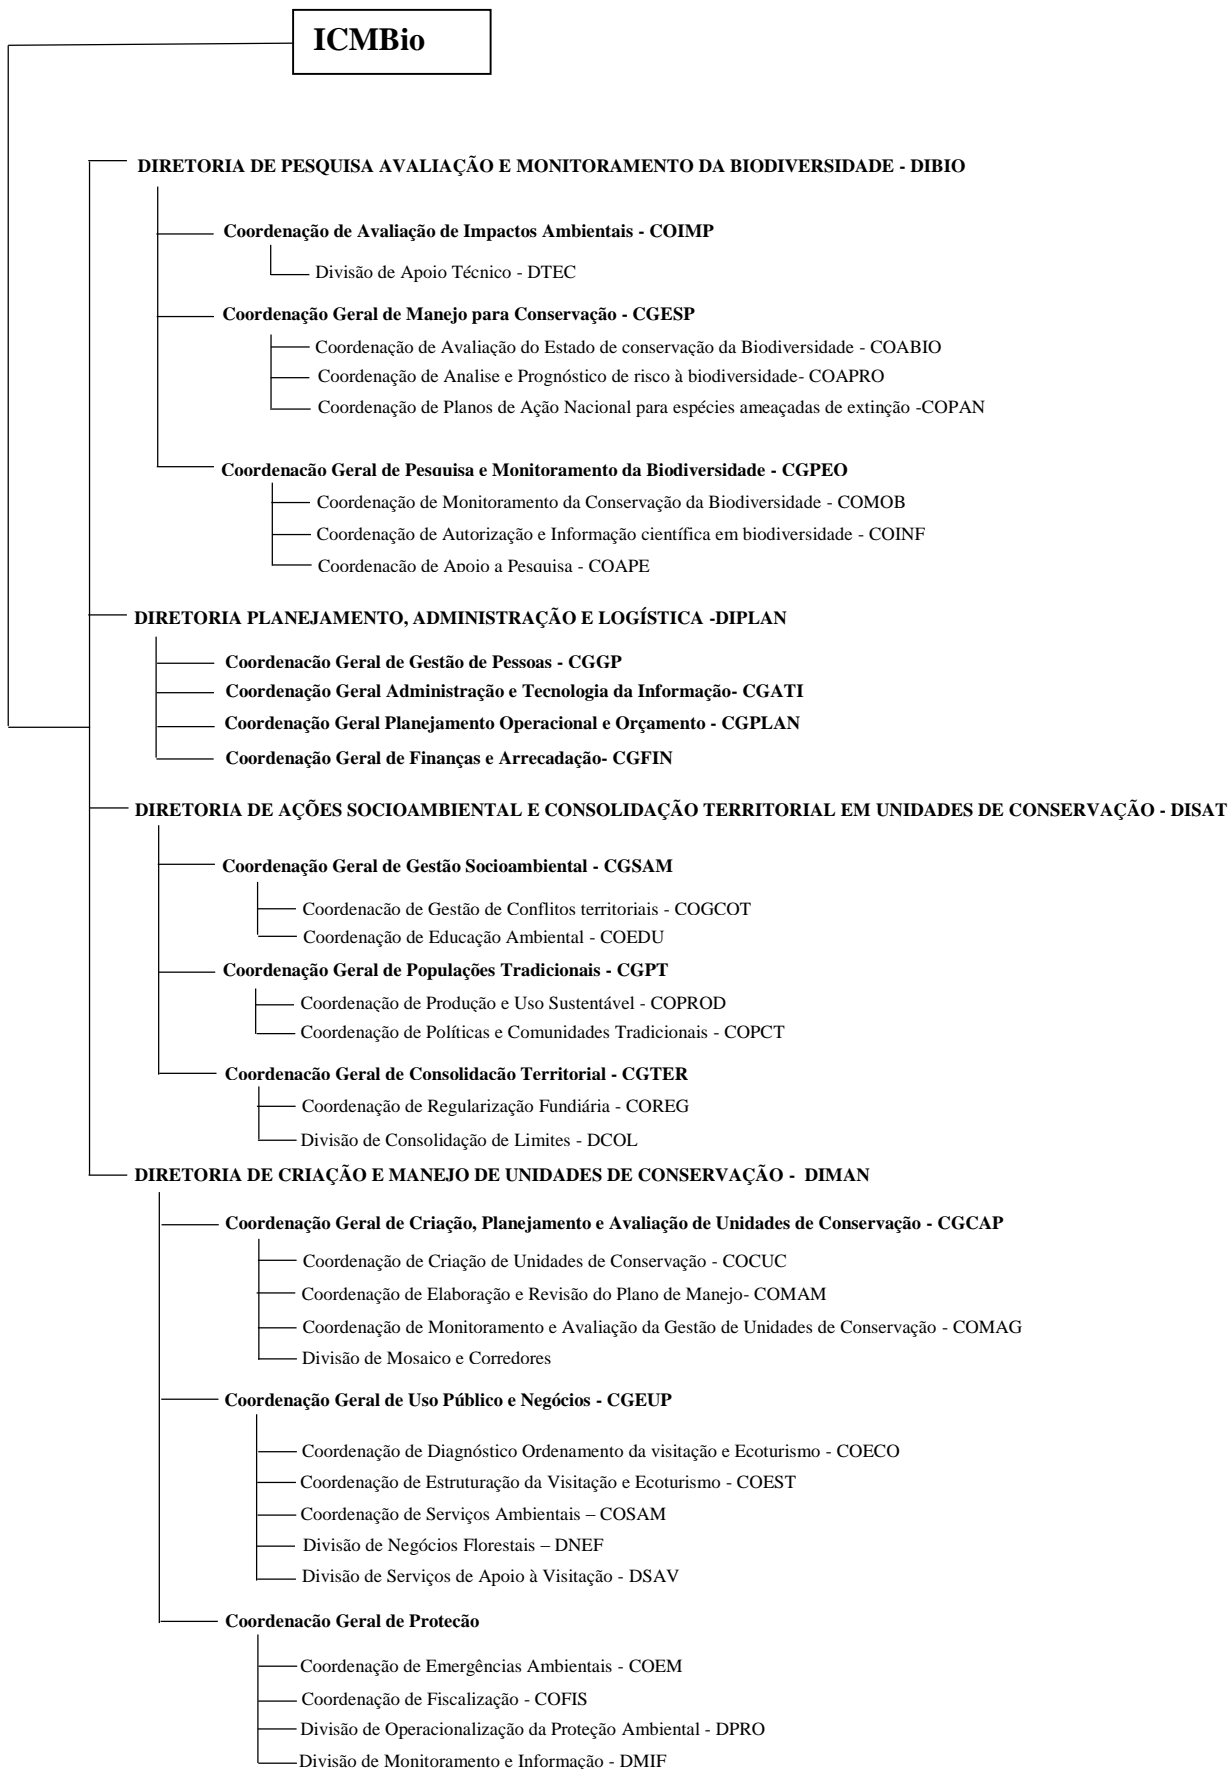 ICMBio
DIRETORIA DE PESQUISA AVALIAÇÃO E MONITORAMENTO DA BIODIVERSIDADE - DIBIO
Coordenação de Avaliação de Impactos Ambientais - COIMP
Divisão de Apoio Técnico - DTEC
Coordenação Geral de Manejo para Conservação - CGESP
Coordenação de Avaliação do Estado de conservação da Biodiversidade - COABIO
Coordenação de Analise e Prognóstico de risco à biodiversidade- COAPRO
Coordenação de Planos de Ação Nacional para espécies ameaçadas de extinção -COPAN
Coordenação Geral de Pesquisa e Monitoramento da Biodiversidade - CGPEO
Coordenação de Monitoramento da Conservação da Biodiversidade - COMOB
Coordenação de Autorização e Informação científica em biodiversidade - COINF
Coordenação de Apoio a Pesquisa - COAPE
DIRETORIA PLANEJAMENTO, ADMINISTRAÇÃO E LOGÍSTICA -DIPLAN
Coordenação Geral de Gestão de Pessoas - CGGP
Coordenação Geral Administração e Tecnologia da Informação- CGATI
Coordenação Geral Planejamento Operacional e Orçamento - CGPLAN
Coordenação Geral de Finanças e Arrecadação- CGFIN
DIRETORIA DE AÇÕES SOCIOAMBIENTAL E CONSOLIDAÇÃO TERRITORIAL EM UNIDADES DE CONSERVAÇÃO - DISAT
Coordenação Geral de Gestão Socioambiental - CGSAM
Coordenação de Gestão de Conflitos territoriais - COGCOT
Coordenação de Educação Ambiental - COEDU
Coordenação Geral de Populações Tradicionais - CGPT
Coordenação de Produção e Uso Sustentável - COPROD
Coordenação de Políticas e Comunidades Tradicionais - COPCT
Coordenação Geral de Consolidação Territorial - CGTER
Coordenação de Regularização Fundiária - COREG
Divisão de Consolidação de Limites - DCOL
DIRETORIA DE CRIAÇÃO E MANEJO DE UNIDADES DE CONSERVAÇÃO - DIMAN
Coordenação Geral de Criação, Planejamento e Avaliação de Unidades de Conservação - CGCAP
Coordenação de Criação de Unidades de Conservação - COCUC
Coordenação de Elaboração e Revisão do Plano de Manejo- COMAM
Coordenação de Monitoramento e Avaliação da Gestão de Unidades de Conservação - COMAG
Divisão de Mosaico e Corredores
Coordenação Geral de Uso Público e Negócios - CGEUP
Coordenação de Diagnóstico Ordenamento da visitação e Ecoturismo - COECO
Coordenação de Estruturação da Visitação e Ecoturismo - COEST
Coordenação de Serviços Ambientais – COSAM
Divisão de Negócios Florestais – DNEF
Divisão de Serviços de Apoio à Visitação - DSAV
Coordenação Geral de Proteção
Coordenação de Emergências Ambientais - COEM
Coordenação de Fiscalização - COFIS
Divisão de Operacionalização da Proteção Ambiental - DPRO
Divisão de Monitoramento e Informação - DMIF